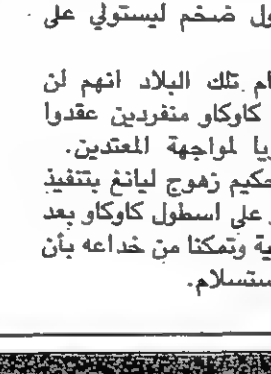 ول ضخم ليستولي على
ام تلك البلاد انهم لن
كاوكاو منفردين عقدوا
ويا لمواجهة المعتدين.
حكيم زهوج ليانغ بتنفيذ
على اسطول كاوكاو بعد
ية وتمكنا من خداعه بأن
ستسلام.